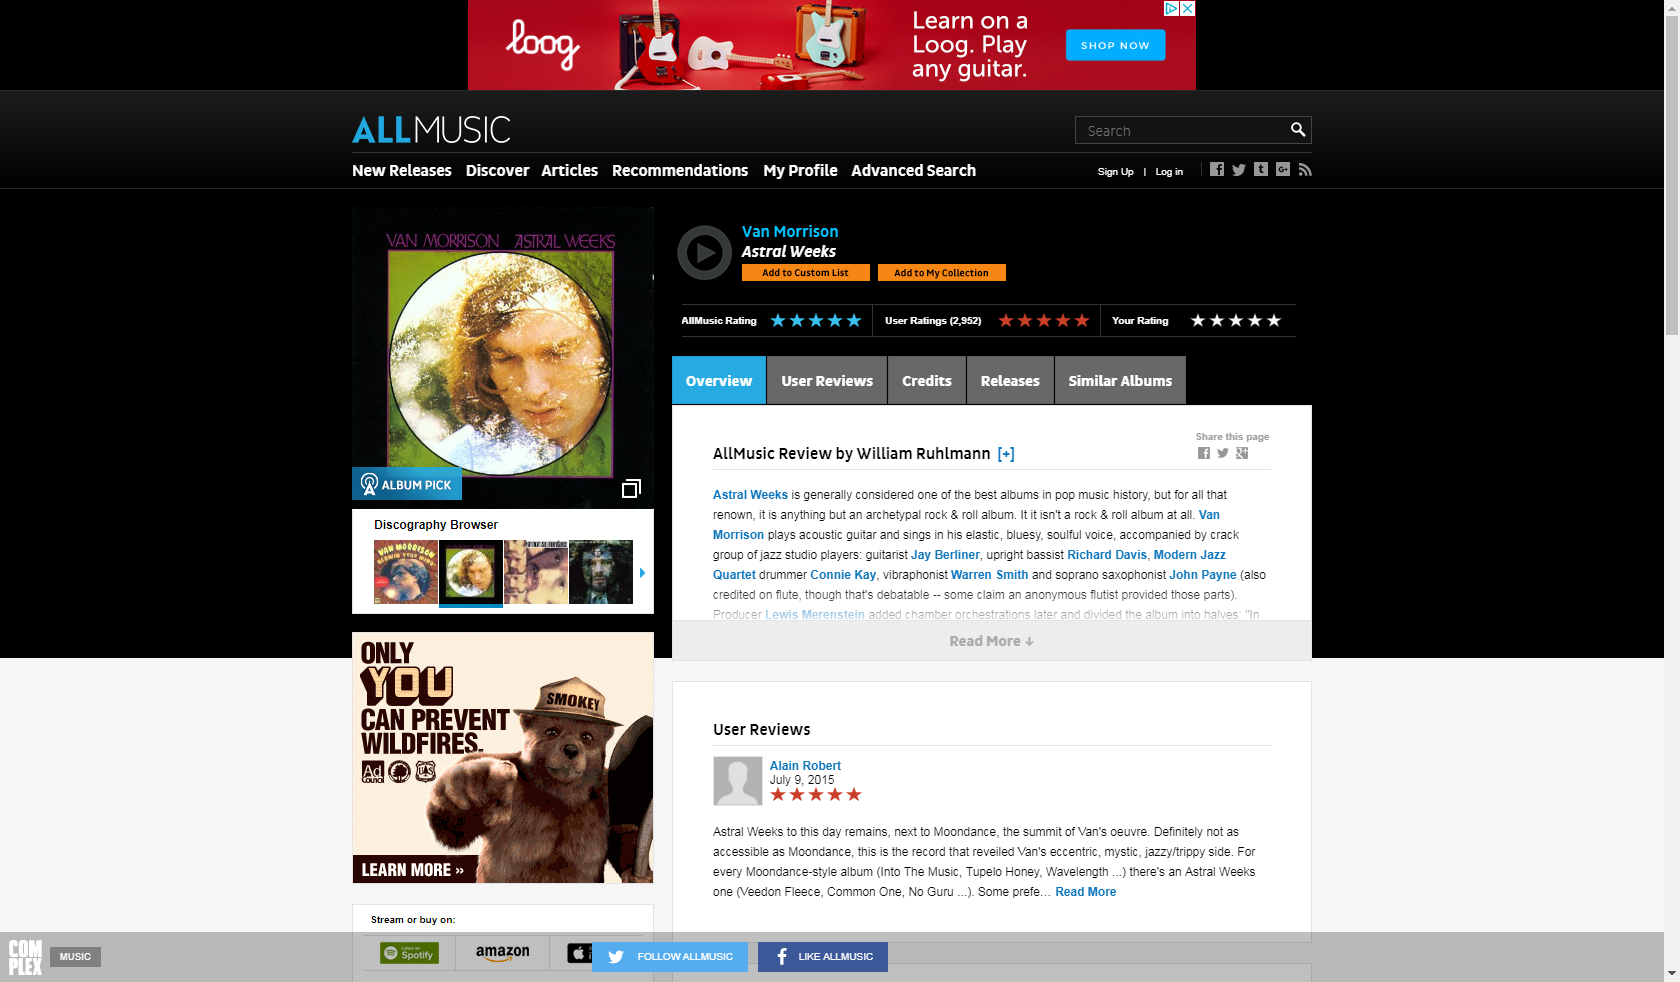 loog
Learn on a
Loog. Play
any guitar.
SHOP NOW
ALLMUSIC
Search
New Releases Discover Articles Recommendations My Profile Advanced Search
Sign Up | Log in
VAN MORRISON ASTRAL WEEKS
ALBUM PICK
Van Morrison
Astral Weeks
Add to Custom List Add to My Collection
AllMusic Rating User Ratings (2,952) Your Rating
Overview User Reviews Credits Releases Similar Albums
Share this page
AllMusic Review by William Ruhlmann [+]
Astral Weeks is generally considered one of the best albums in pop music history, but for all that
renown, it is anything but an archetypal rock & roll album. It it isn't a rock & roll album at all. Van
Morrison plays acoustic guitar and sings in his elastic, bluesy, soulful voice, accompanied by crack
group of jazz studio players: guitarist Jay Berliner, upright bassist Richard Davis, Modern Jazz
Quartet drummer Connie Kay, vibraphonist Warren Smith and soprano saxophonist John Payne (also
credited on flute, though that's debatable -- some claim an anonymous flutist provided those parts).
Producer Lewis Merenstein added chamber orchestrations later and divided the album into halves: "In
Read More
Discography Browser
VAN MORRISON
ONLY
YOU
CAN PREVENT
WILDFIRES.
SMOKEY
Ad
Council
LEARN MORE »
User Reviews
Alain Robert
July 9, 2015
Astral Weeks to this day remains, next to Moondance, the summit of Van's oeuvre. Definitely not as
accessible as Moondance, this is the record that reveiled Van's eccentric, mystic, jazzy/trippy side. For
every Moondance-style album (Into The Music, Tupelo Honey, Wavelength ...) there's an Astral Weeks
one (Veedon Fleece, Common One, No Guru ...). Some prefe... Read More
Stream or buy on:
Listen on
Spotify
amazon
COM
PLEX
MUSIC
FOLLOW ALLMUSIC
LIKE ALLMUSIC